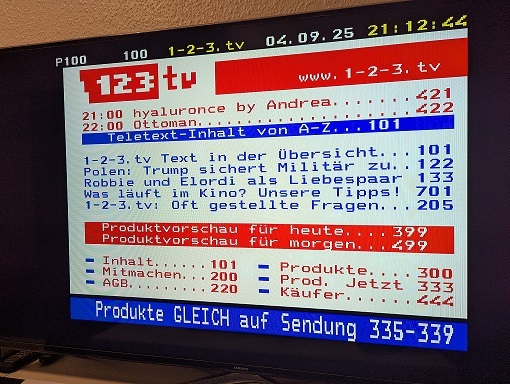 P100 100 1-2-3.tv 04.09.25 21:12:44
123 tv www.1-2-3.tv
21:00 hyaluronce by Andrea.......421
22:00 Ottoman....................422
Teletext-Inhalt von A-Z...101
1-2-3.tv Text in der Übersicht...101
Polen: Trump sichert Militär zu..122
Robbie und Elordi als Liebespaar 133
Was läuft im Kino? Unsere Tipps! 701
1-2-3.tv: Oft gestellte Fragen...205
Produktvorschau für heute....399
Produktvorschau für morgen...499
Inhalt......101 Produkte....300
Mitmachen...200 Prod. Jetzt 333
AGB.........220 Käufer......444
Produkte GLEICH auf Sendung 335-339
SAMSUNG